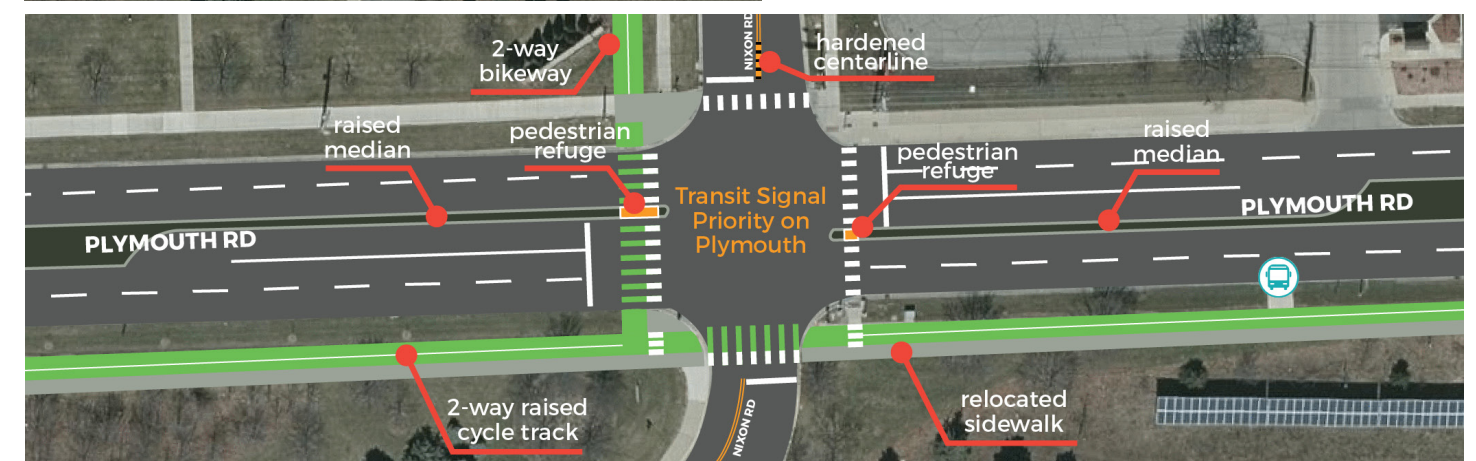 2-way
bikeway
NIXON RD
hardened
centerline
raised
median
pedestrian
refuge
pedestrian
refuge
raised
median
Transit Signal
Priority on
Plymouth
PLYMOUTH RD
PLYMOUTH RD
2-way raised
cycle track
NIXON RD
relocated
sidewalk